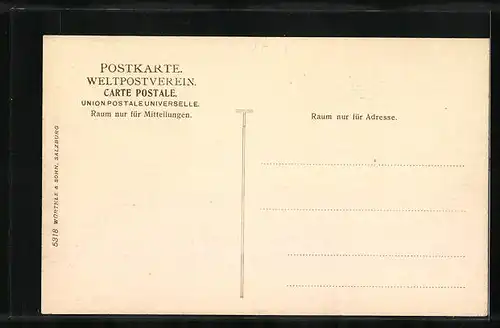 POSTKARTE.
WELTPOSTVEREIN.
CARTE POSTALE.
UNION POSTALE UNIVERSELLE.
Raum nur für Mitteilungen.
Raum nur für Adresse.
5318 WÜRTHLE & SOHN, SALZBURG